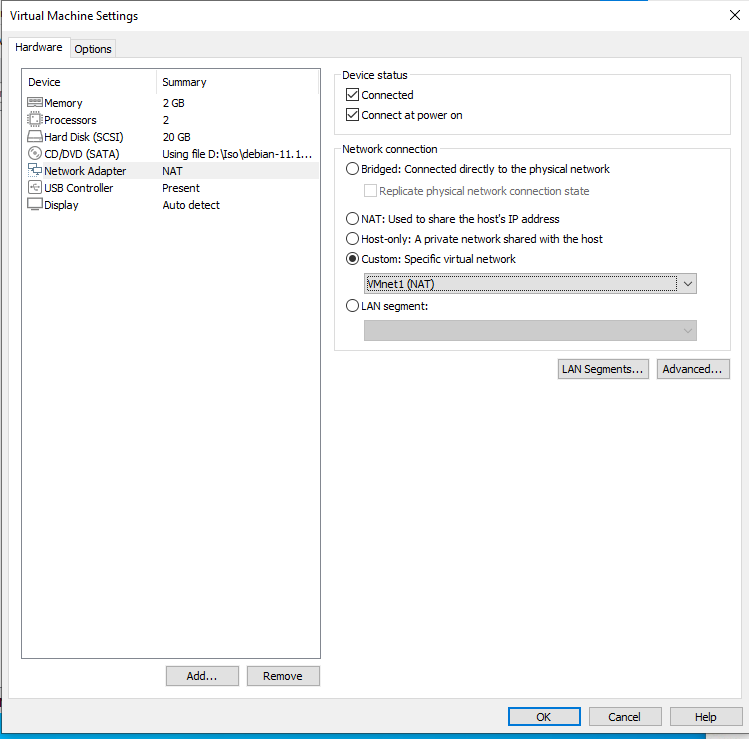 Virtual Machine Settings
Hardware
Options
Device Summary
Memory 2 GB
Processors 2
Hard Disk (SCSI) 20 GB
CD/DVD (SATA) Using file D:\Iso\debian-11.1...
Network Adapter NAT
USB Controller Present
Display Auto detect
Add...
Remove
Device status
Connected
Connect at power on
Network connection
Bridged: Connected directly to the physical network
Replicate physical network connection state
NAT: Used to share the host's IP address
Host-only: A private network shared with the host
Custom: Specific virtual network
VMnet1 (NAT)
LAN segment:
LAN Segments...
Advanced...
OK
Cancel
Help